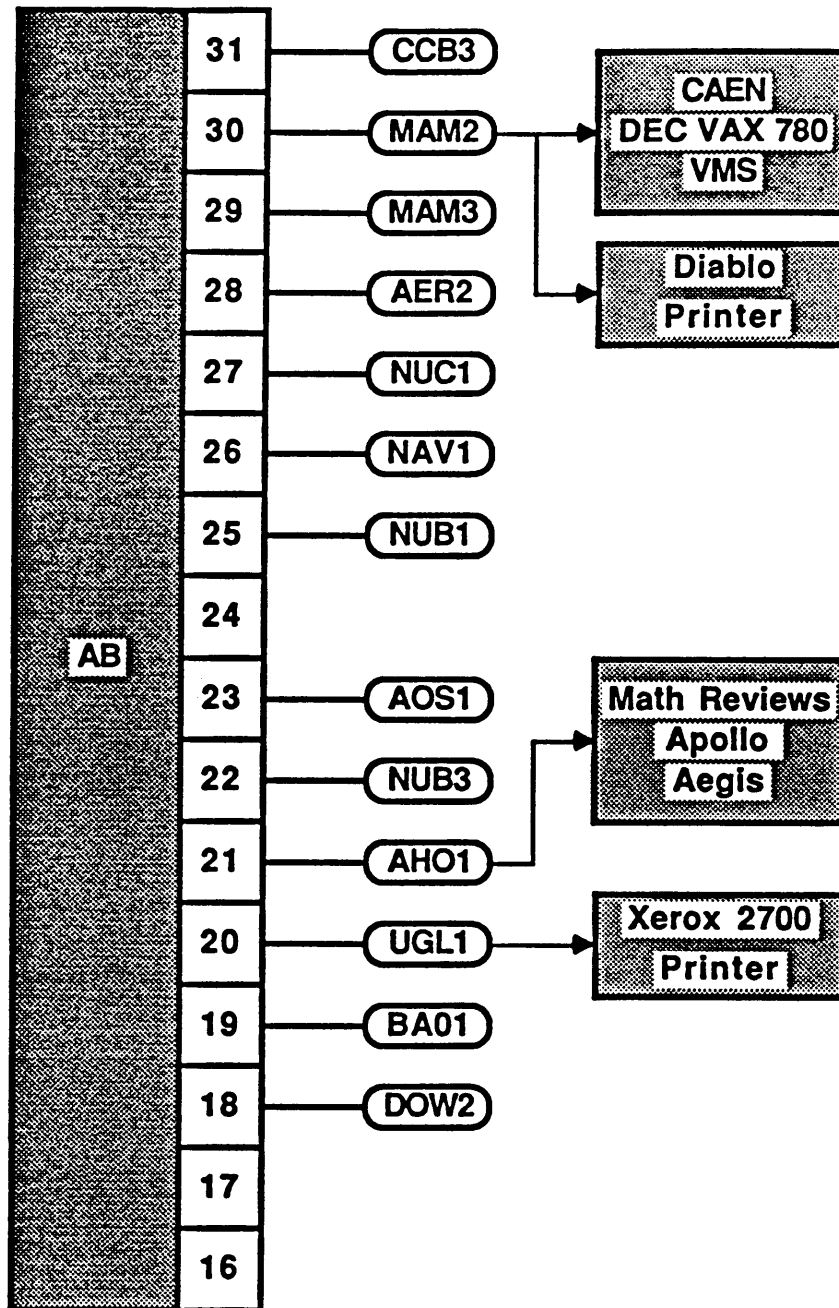 31 CCB3
CAEN
30 MAM2 DEC VAX 780
VMS
29 MAM3
Diablo
28 AER2
Printer
27 NUC1
26 NAV1
25 NUB1
24
AB
23 AOS1 Math Reviews
Apollo
22 NUB3 Aegis
21 AHO1
20 UGL1 Xerox 2700
Printer
19 BA01
18 DOW2
17
16